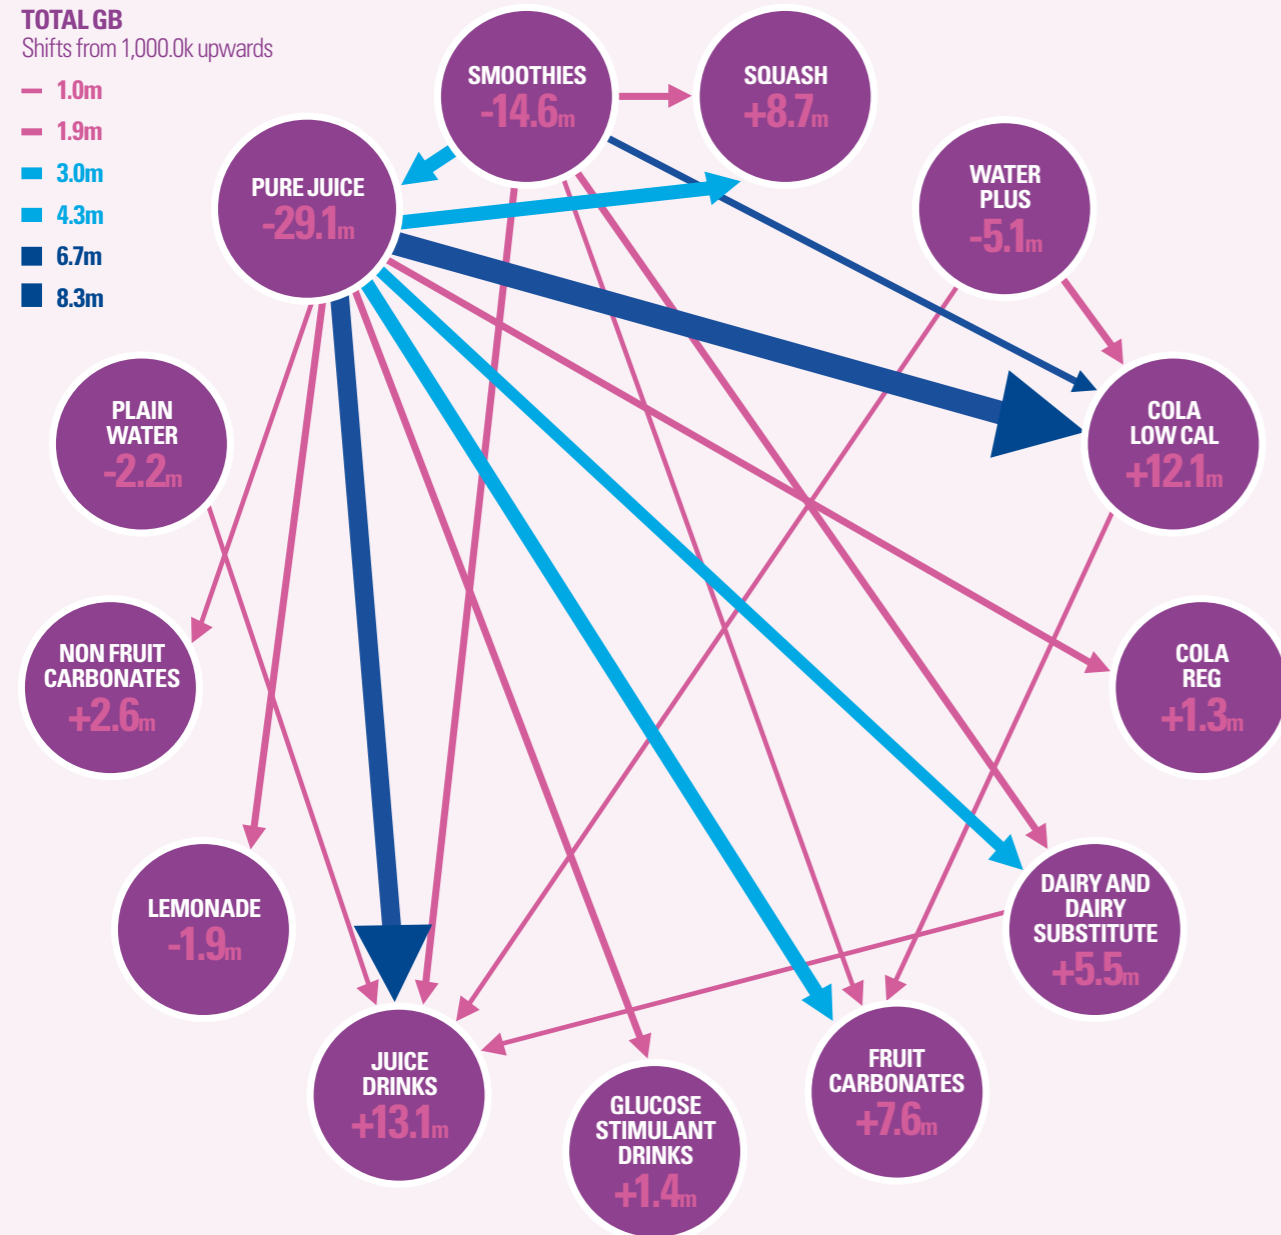 TOTAL GB
Shifts from 1,000.0k upwards
1.0m
1.9m
3.0m
4.3m
6.7m
8.3m
SMOOTHIES
-14.6m
SQUASH
+8.7m
PURE JUICE
-29.1m
WATER
PLUS
-5.1m
PLAIN
WATER
-2.2m
COLA
LOW CAL
+12.1m
NON FRUIT
CARBONATES
+2.6m
COLA
REG
+1.3m
LEMONADE
-1.9m
DAIRY AND
DAIRY
SUBSTITUTE
+5.5m
JUICE
DRINKS
+13.1m
GLUCOSE
STIMULANT
DRINKS
+1.4m
FRUIT
CARBONATES
+7.6m